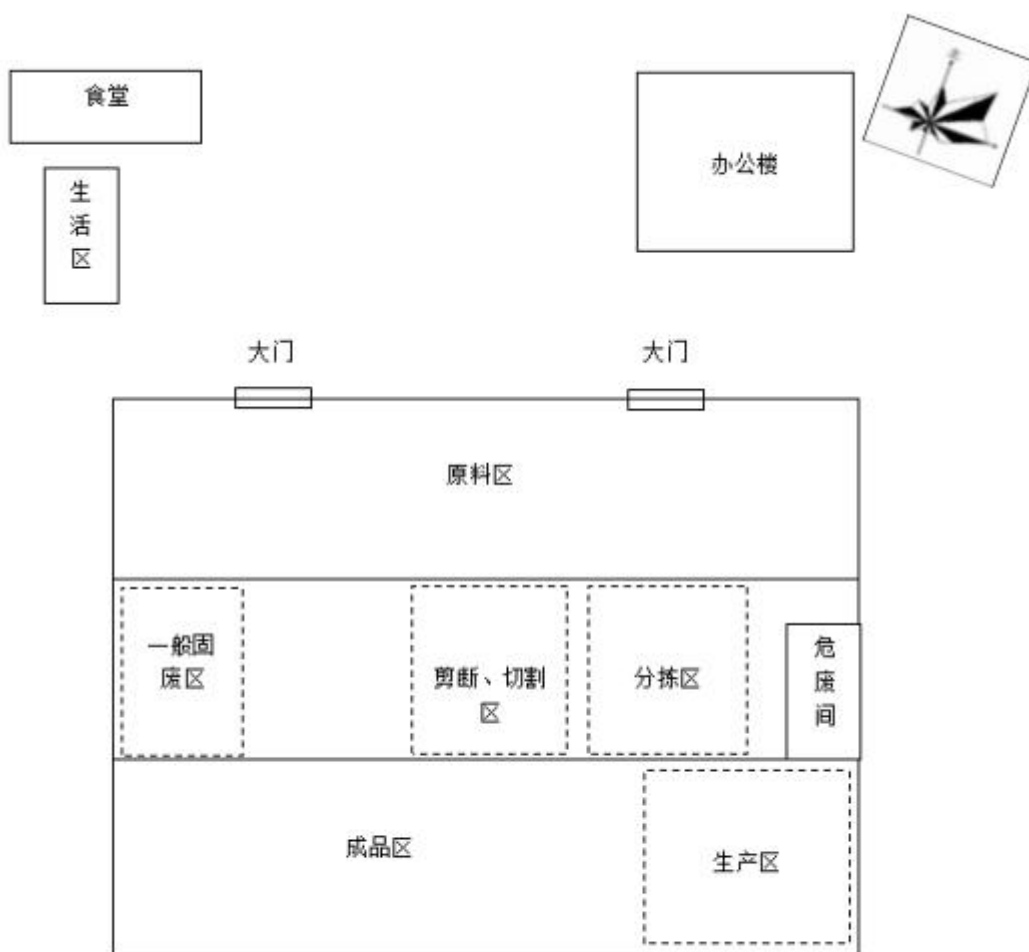 食堂
办公楼
生
活
区
大门
大门
原料区
一般固
废区
剪断、切割
区
分拣区
危
废
间
成品区
生产区
北